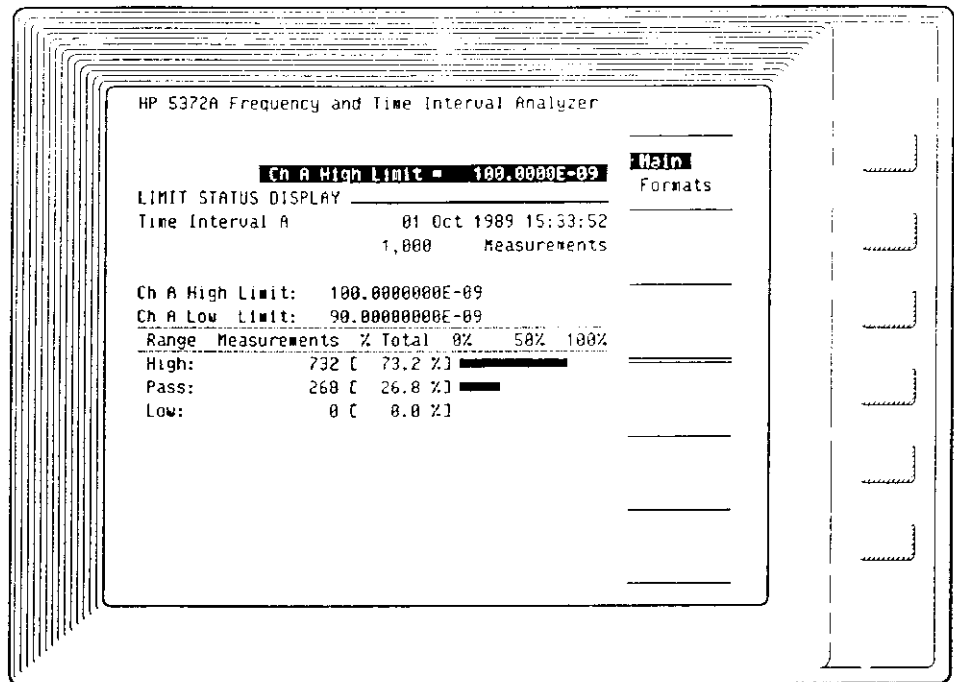 HP 5372A Frequency and Time Interval Analyzer
Ch A High Limit = 100.0000E-09
Main
Formats
LIMIT STATUS DISPLAY
Time Interval A 01 Oct 1989 15:33:52
1,000 Measurements
Ch A High Limit: 100.0000000E-09
Ch A Low Limit: 90.00000000E-09
Range Measurements % Total 0% 50% 100%
High: 732 [ 73.2 %]
Pass: 268 [ 26.8 %]
Low: 0 [ 0.0 %]